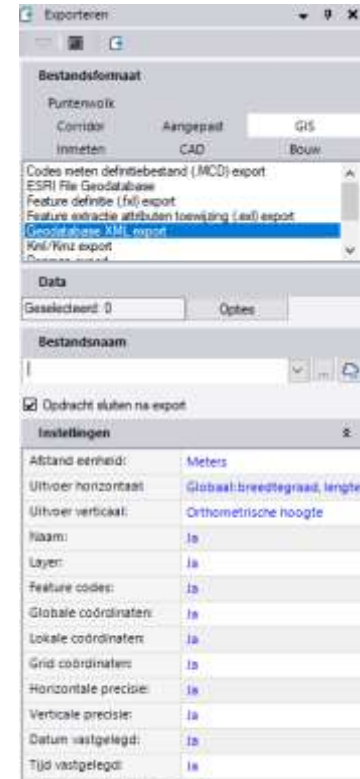 Exporteren
Bestandsformaat
Puntenwolk
Corridor Aangepast GIS
Inmeten CAD Bouw
Codes meten definitiebestand (.MCD) export
ESRI File Geodatabase
Feature definitie (.fxl) export
Feature extractie attributen toewijzing (.exl) export
Geodatabase XML export
Kml/Kmz export
Data
Geselecteerd: 0 Opties
Bestandsnaam
...
Opdracht sluiten na export
Instellingen
Afstand eenheid: Meters
Uitvoer horizontaal: Globaal:breedtegraad, lengte
Uitvoer verticaal: Orthometrische hoogte
Naam: Ja
Layer: Ja
Feature codes: Ja
Globale coördinaten: Ja
Lokale coördinaten: Ja
Grid coördinaten: Ja
Horizontale precisie: Ja
Verticale precisie: Ja
Datum vastgelegd: Ja
Tijd vastgelegd: Ja